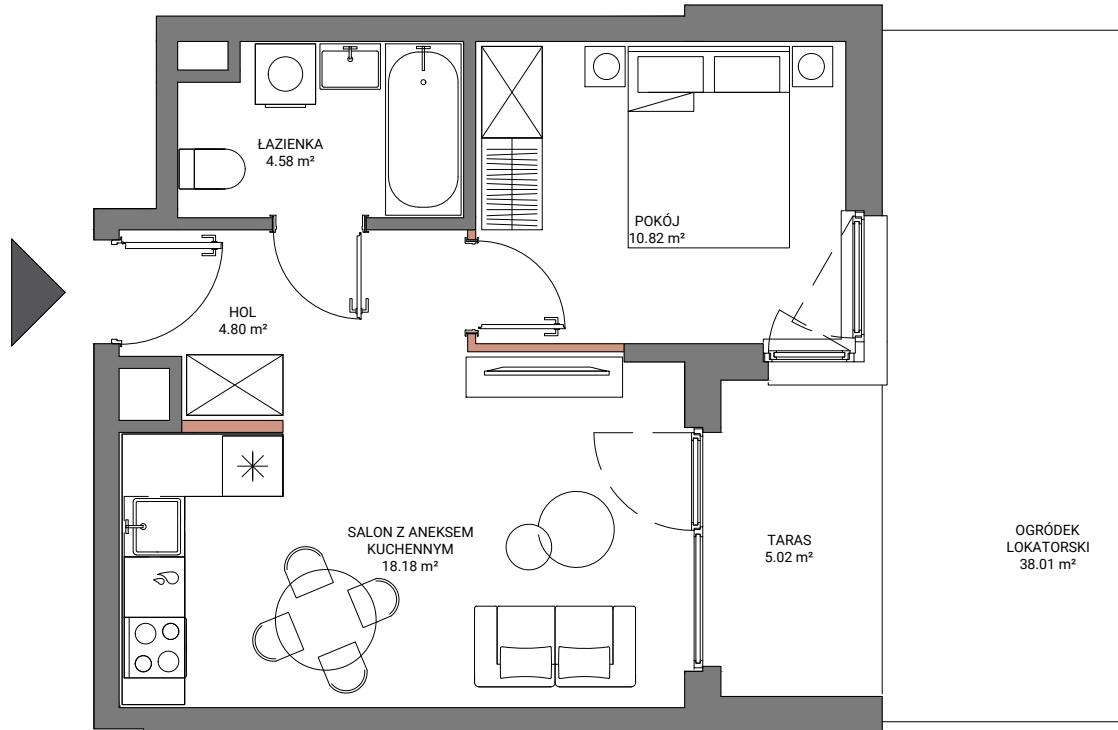 ŁAZIENKA
4.58 m²
POKÓJ
10.82 m²
HOL
4.80 m²
SALON Z ANEKSEM
KUCHENNYM
18.18 m²
TARAS
5.02 m²
OGRÓDEK
LOKATORSKI
38.01 m²